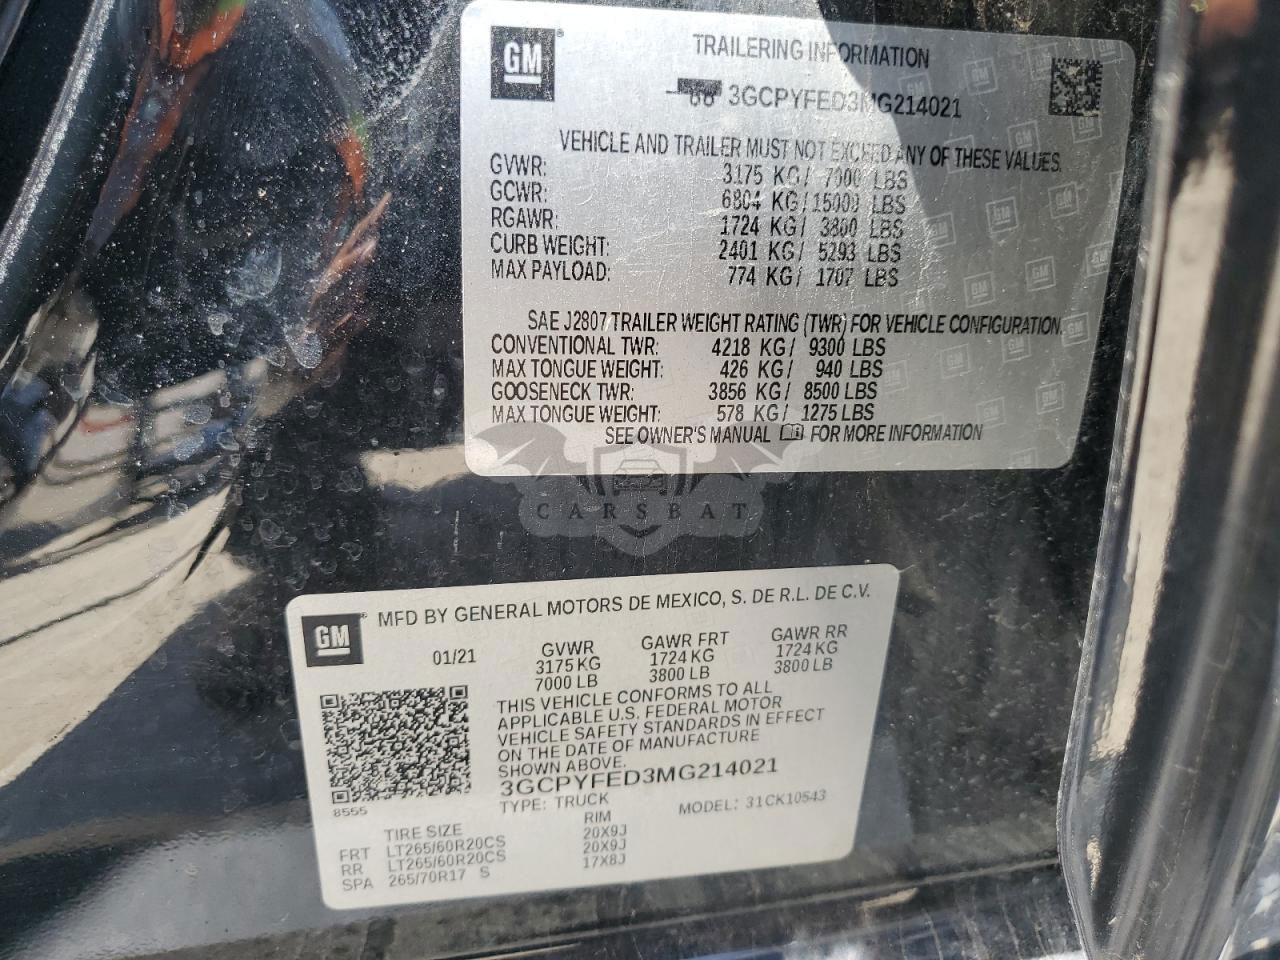 GM
TRAILERING INFORMATION
3GCPYFED3MG214021
VEHICLE AND TRAILER MUST NOT EXCEED ANY OF THESE VALUES.
GVWR: 3175 KG/ 7000 LBS
GCWR: 6804 KG/15000 LBS
RGAWR: 1724 KG/ 3800 LBS
CURB WEIGHT: 2401 KG/ 5293 LBS
MAX PAYLOAD: 774 KG/ 1707 LBS
SAE J2807 TRAILER WEIGHT RATING (TWR) FOR VEHICLE CONFIGURATION.
CONVENTIONAL TWR: 4218 KG/ 9300 LBS
MAX TONGUE WEIGHT: 426 KG/ 940 LBS
GOOSENECK TWR: 3856 KG/ 8500 LBS
MAX TONGUE WEIGHT: 578 KG/ 1275 LBS
SEE OWNER'S MANUAL FOR MORE INFORMATION
CARSBAT
GM
MFD BY GENERAL MOTORS DE MEXICO, S. DE R.L. DE C.V.
01/21 GVWR GAWR FRT GAWR RR
3175 KG 1724 KG 1724 KG
7000 LB 3800 LB 3800 LB
THIS VEHICLE CONFORMS TO ALL
APPLICABLE U.S. FEDERAL MOTOR
VEHICLE SAFETY STANDARDS IN EFFECT
ON THE DATE OF MANUFACTURE
SHOWN ABOVE.
3GCPYFED3MG214021
8555 TYPE: TRUCK MODEL: 31CK10543
TIRE SIZE RIM
FRT LT265/60R20CS 20X9J
RR LT265/60R20CS 20X9J
SPA 265/70R17 S 17X8J